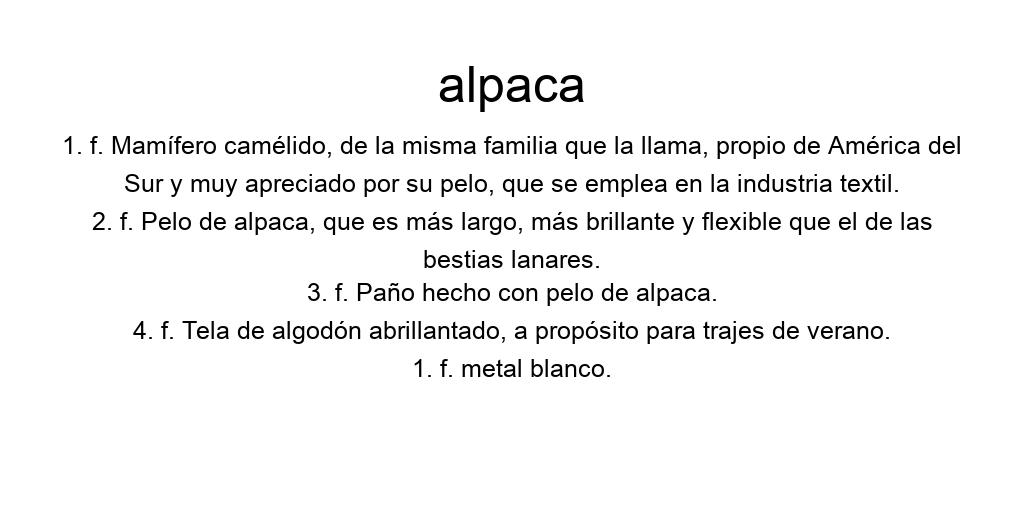 alpaca
1. f. Mamífero camélido, de la misma familia que la llama, propio de América del
Sur y muy apreciado por su pelo, que se emplea en la industria textil.
2. f. Pelo de alpaca, que es más largo, más brillante y flexible que el de las
bestias lanares.
3. f. Paño hecho con pelo de alpaca.
4. f. Tela de algodón abrillantado, a propósito para trajes de verano.
1. f. metal blanco.